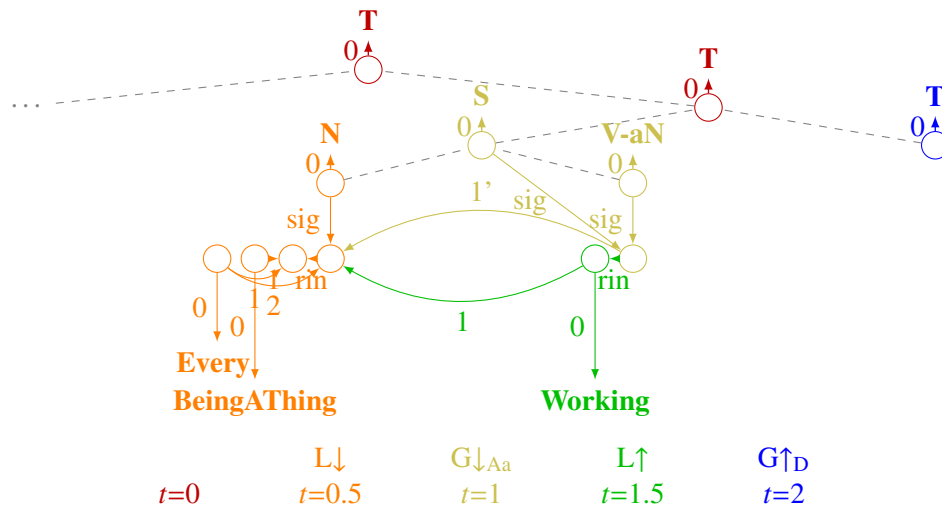 T
0
T
0
...
S
0
T
0
N
0
V-aN
0
1’
sig
sig
sig
1
rin
1
2
rin
0
0
1
0
Every
BeingAThing
Working
L↓ G↓Aa L↑ G↑D
t=0 t=0.5 t=1 t=1.5 t=2